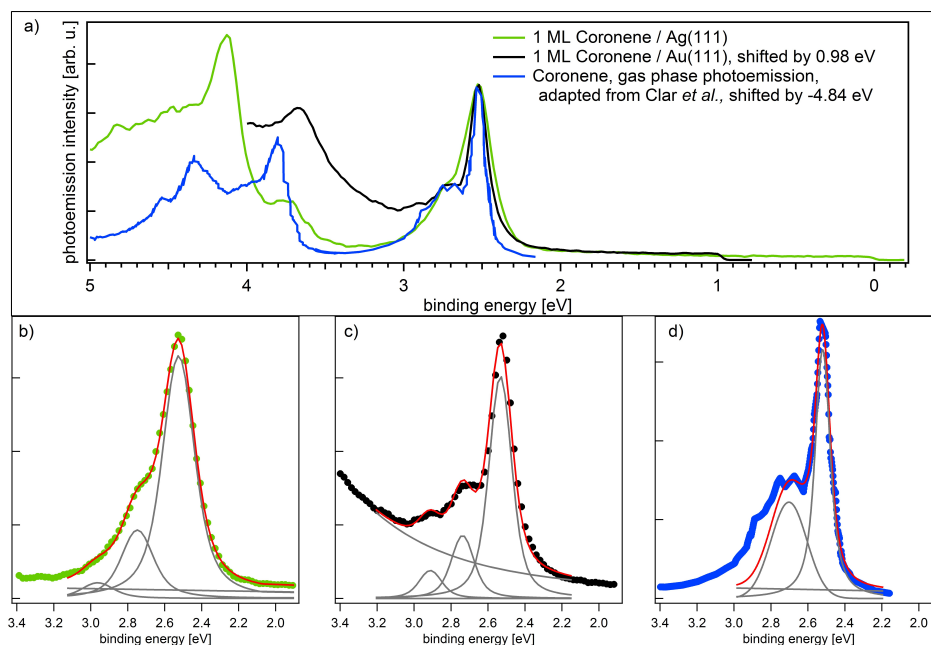 a)
1 ML Coronene / Ag(111)
1 ML Coronene / Au(111), shifted by 0.98 eV
Coronene, gas phase photoemission,
adapted from Clar et al., shifted by -4.84 eV
photoemission intensity [arb. u.]
5 4 3 2 1 0
binding energy [eV]
b)
3.4 3.2 3.0 2.8 2.6 2.4 2.2 2.0
binding energy [eV]
c)
3.4 3.2 3.0 2.8 2.6 2.4 2.2 2.0
binding energy [eV]
d)
3.4 3.2 3.0 2.8 2.6 2.4 2.2 2.0
binding energy [eV]